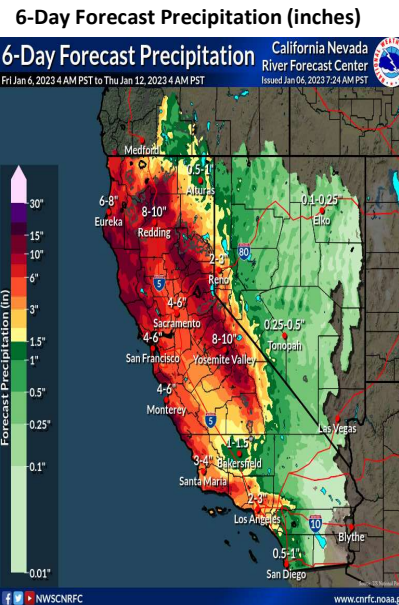 6-Day Forecast Precipitation (inches)
6-Day Forecast Precipitation
California Nevada
River Forecast Center
Fri Jan 6, 2023 4 AM PST to Thu Jan 12, 2023 4 AM PST
Issued Jan 06, 2023 7:24 AM PST
Medford
0.5-1"
Alturas
6-8"
Eureka
8-10"
Redding
0.1-0.25"
Elko
80
2-3"
Reno
5
4-6"
Sacramento
4-6"
San Francisco
8-10"
Yosemite Valley
0.25-0.5"
Tonopah
4-6"
Monterey
5
Las Vegas
1-1.5"
Bakersfield
3-4"
Santa Maria
2-3"
Los Angeles
10
Blythe
0.5-1"
San Diego
Forecast Precipitation (in)
30"
15"
10"
6"
3"
1.5"
1"
0.5"
0.25"
0.1"
0.01"
NWSCNRFC
www.cnrfc.noaa.g